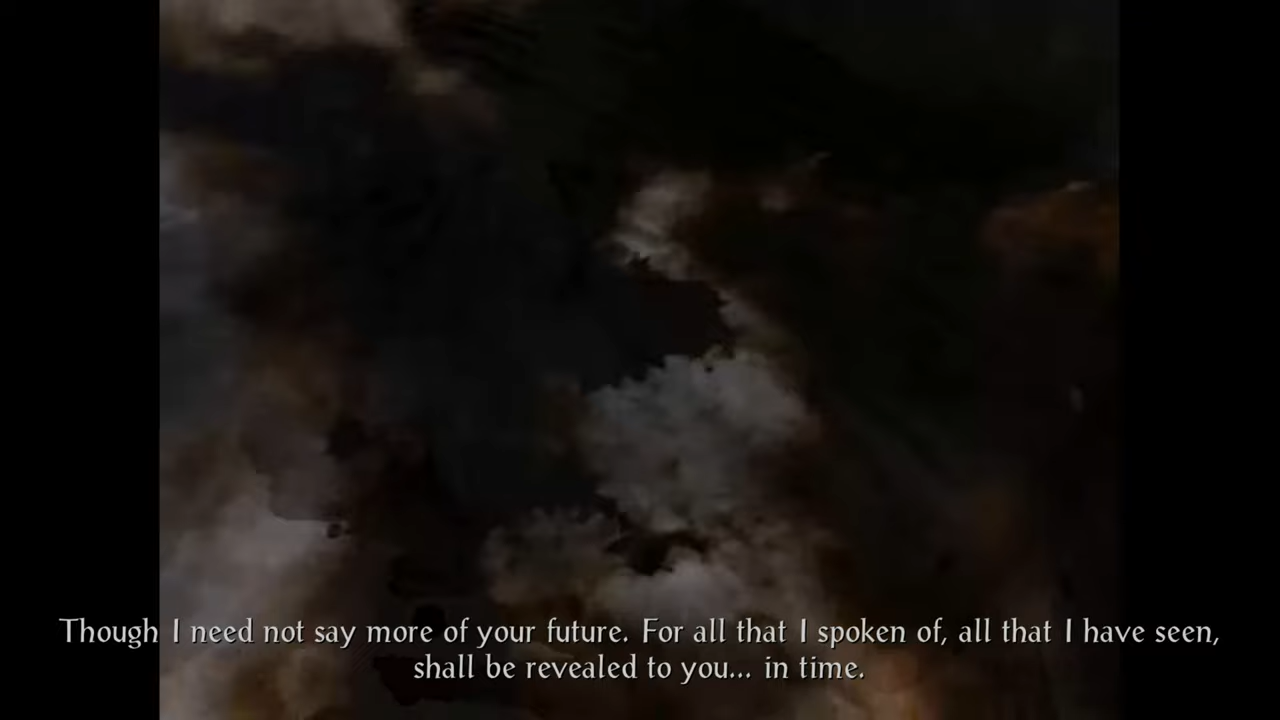 Though I need not say more of your future. For all that I spoken of, all that I have seen,
shall be revealed to you... in time.